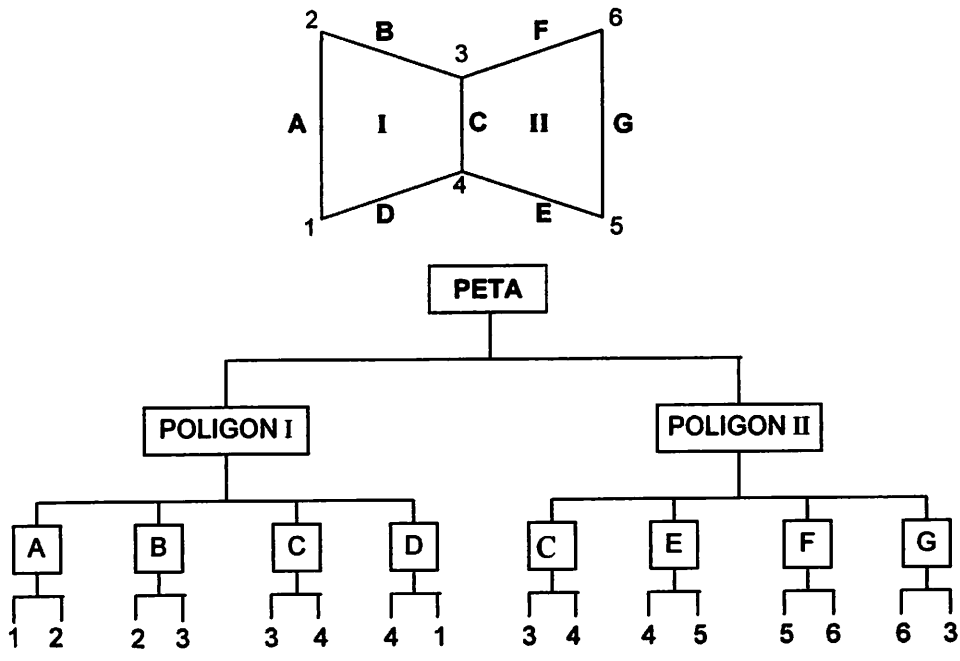 2 B F 6
3
A I C II G
4
1 D E 5
PETA
POLIGON I POLIGON II
A B C D C E F G
1 2 2 3 3 4 4 1 3 4 4 5 5 6 6 3